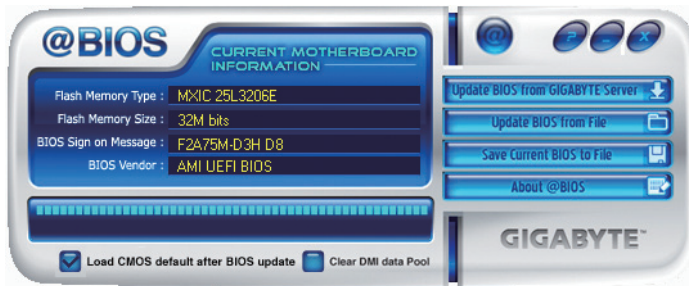 @BIOS
CURRENT MOTHERBOARD
INFORMATION
Flash Memory Type : MXIC 25L3206E
Flash Memory Size : 32M bits
BIOS Sign on Message : F2A75M-D3H D8
BIOS Vendor : AMI UEFI BIOS
Load CMOS default after BIOS update
Clear DMI data Pool
@
? – X
Update BIOS from GIGABYTE Server
Update BIOS from File
Save Current BIOS to File
About @BIOS
GIGABYTE™